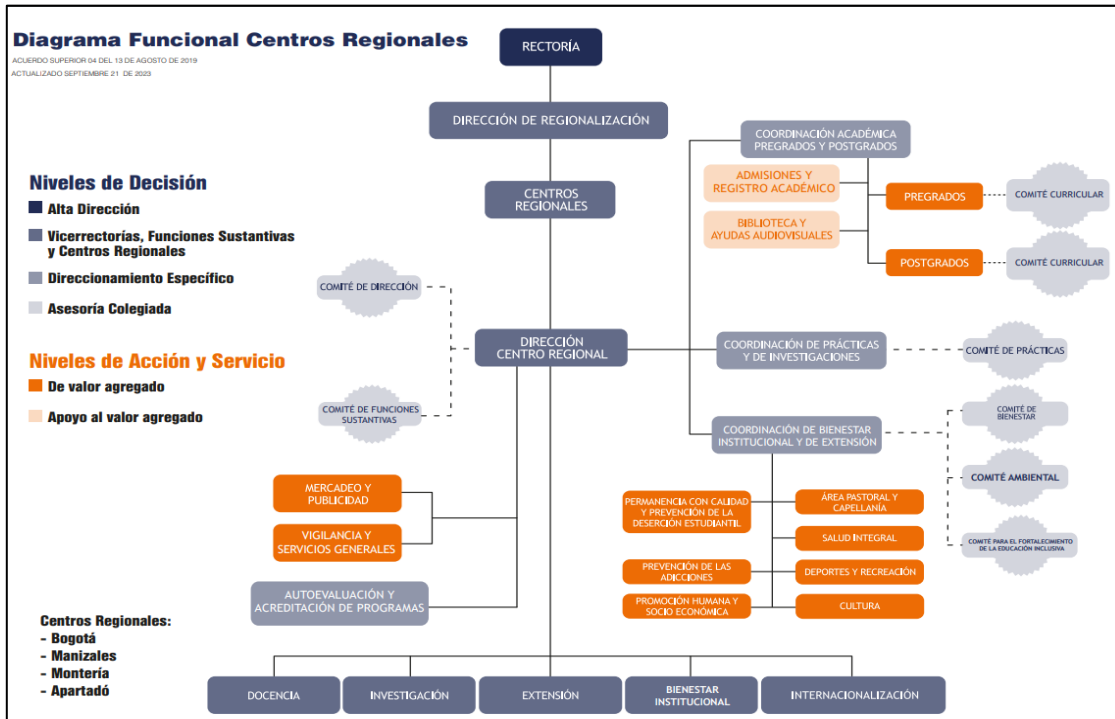 Diagrama Funcional Centros Regionales
ACUERDO SUPERIOR 04 DEL 13 DE AGOSTO DE 2019
ACTUALIZADO SEPTIEMBRE 21 DE 2023
RECTORÍA
DIRECCIÓN DE REGIONALIZACIÓN
CENTROS
REGIONALES
Niveles de Decisión
Alta Dirección
Vicerrectorías, Funciones Sustantivas
y Centros Regionales
Direccionamiento Específico
Asesoría Colegiada
Niveles de Acción y Servicio
De valor agregado
Apoyo al valor agregado
COMITÉ DE DIRECCIÓN
COMITÉ DE FUNCIONES
SUSTANTIVAS
DIRECCIÓN
CENTRO REGIONAL
COORDINACIÓN ACADÉMICA
PREGRADOS Y POSTGRADOS
ADMISIONES Y
REGISTRO ACADÉMICO
BIBLIOTECA Y
AYUDAS AUDIOVISUALES
PREGRADOS
COMITÉ CURRICULAR
POSTGRADOS
COMITÉ CURRICULAR
COORDINACIÓN DE PRÁCTICAS
Y DE INVESTIGACIONES
COMITÉ DE PRÁCTICAS
COORDINACIÓN DE BIENESTAR
INSTITUCIONAL Y DE EXTENSIÓN
COMITÉ DE
BIENESTAR
COMITÉ AMBIENTAL
COMITÉ PARA EL FORTALECIMIENTO
DE LA EDUCACIÓN INCLUSIVA
PERMANENCIA CON CALIDAD
Y PREVENCIÓN DE LA
DESERCIÓN ESTUDIANTIL
ÁREA PASTORAL Y
CAPELLANÍA
SALUD INTEGRAL
PREVENCIÓN DE LAS
ADICCIONES
DEPORTES Y RECREACIÓN
PROMOCIÓN HUMANA Y
SOCIO ECONÓMICA
CULTURA
MERCADEO Y
PUBLICIDAD
VIGILANCIA Y
SERVICIOS GENERALES
AUTOEVALUACIÓN Y
ACREDITACIÓN DE PROGRAMAS
Centros Regionales:
- Bogotá
- Manizales
- Montería
- Apartadó
DOCENCIA
INVESTIGACIÓN
EXTENSIÓN
BIENESTAR
INSTITUCIONAL
INTERNACIONALIZACIÓN